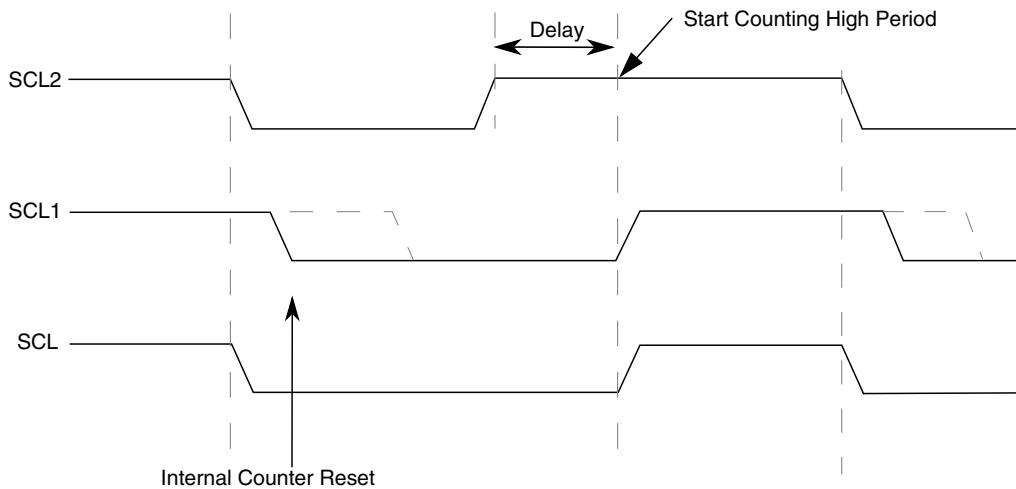 Start Counting High Period
Delay
SCL2
SCL1
SCL
Internal Counter Reset